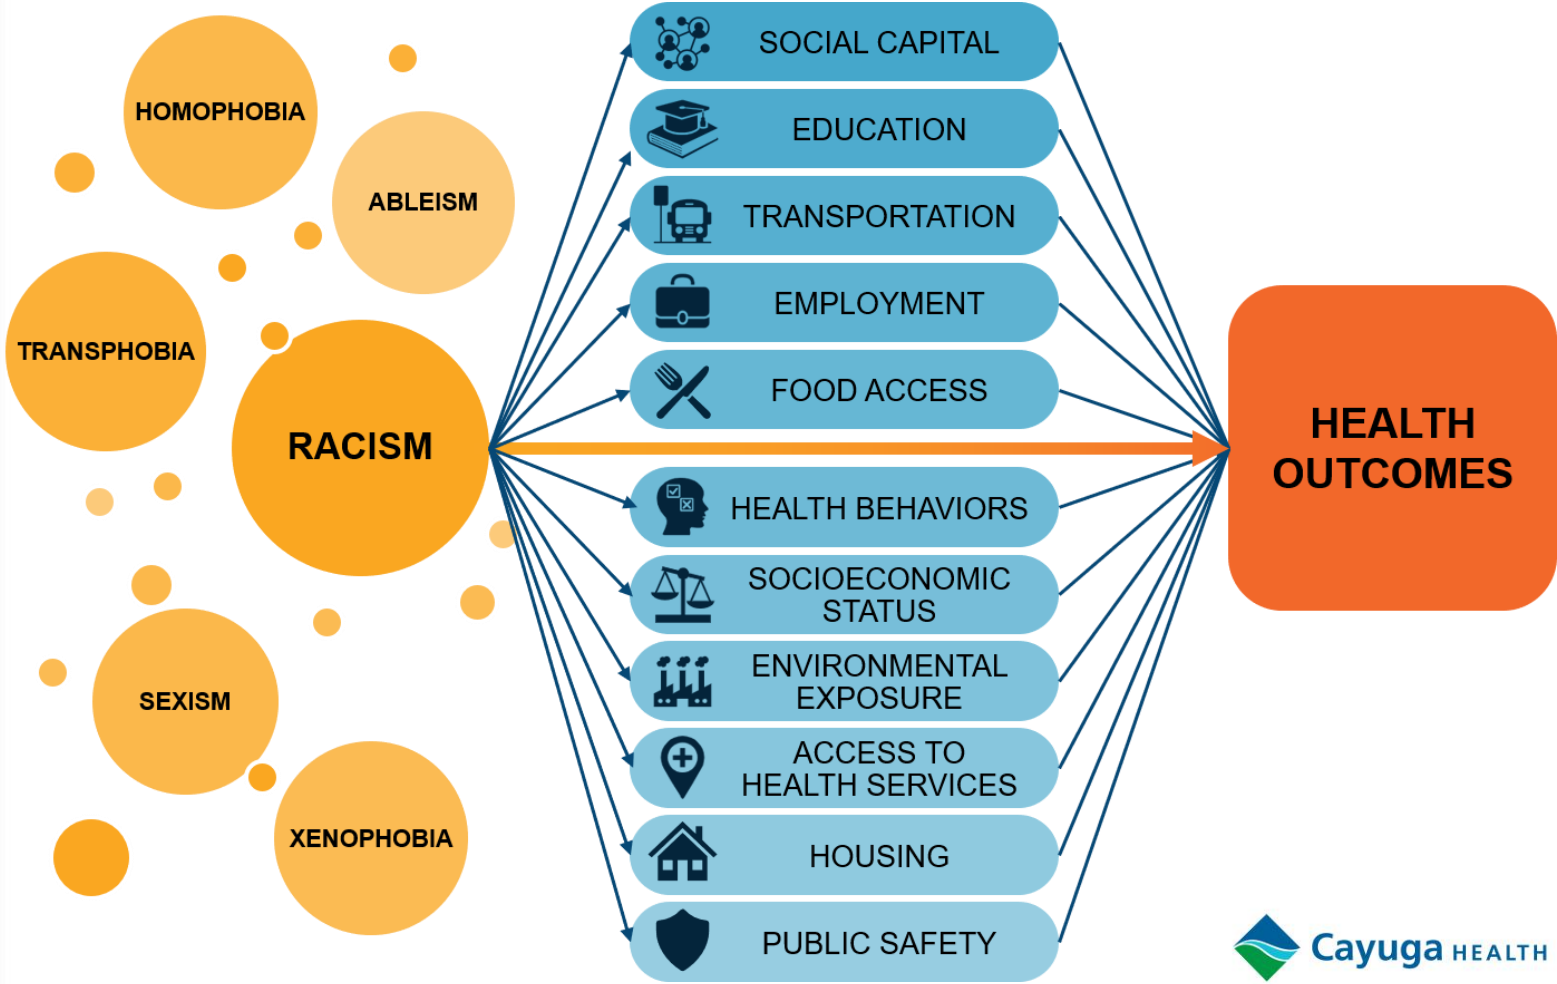 HOMOPHOBIA
ABLEISM
TRANSPHOBIA
RACISM
SEXISM
XENOPHOBIA
SOCIAL CAPITAL
EDUCATION
TRANSPORTATION
EMPLOYMENT
FOOD ACCESS
HEALTH BEHAVIORS
SOCIOECONOMIC
STATUS
ENVIRONMENTAL
EXPOSURE
ACCESS TO
HEALTH SERVICES
HOUSING
PUBLIC SAFETY
HEALTH
OUTCOMES
Cayuga HEALTH